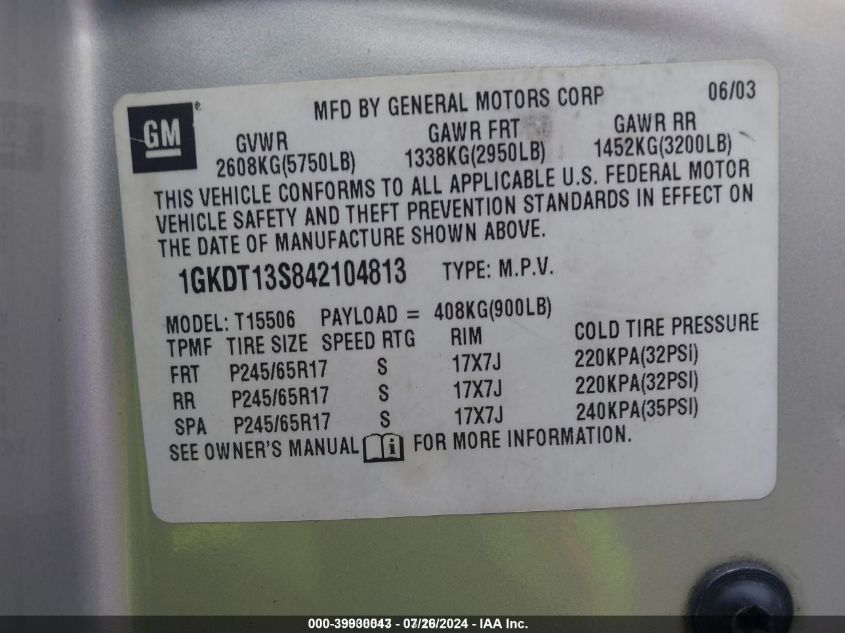 MFD BY GENERAL MOTORS CORP 06/03
GM®
GVWR GAWR FRT GAWR RR
2608KG(5750LB) 1338KG(2950LB) 1452KG(3200LB)
THIS VEHICLE CONFORMS TO ALL APPLICABLE U.S. FEDERAL MOTOR
VEHICLE SAFETY AND THEFT PREVENTION STANDARDS IN EFFECT ON
THE DATE OF MANUFACTURE SHOWN ABOVE.
1GKDT13S842104813 TYPE: M.P.V.
MODEL: T15506 PAYLOAD = 408KG(900LB)
TPMF TIRE SIZE SPEED RTG RIM COLD TIRE PRESSURE
FRT P245/65R17 S 17X7J 220KPA(32PSI)
RR P245/65R17 S 17X7J 220KPA(32PSI)
SPA P245/65R17 S 17X7J 240KPA(35PSI)
SEE OWNER'S MANUAL i FOR MORE INFORMATION.
07/26/2024 - IAA Inc.